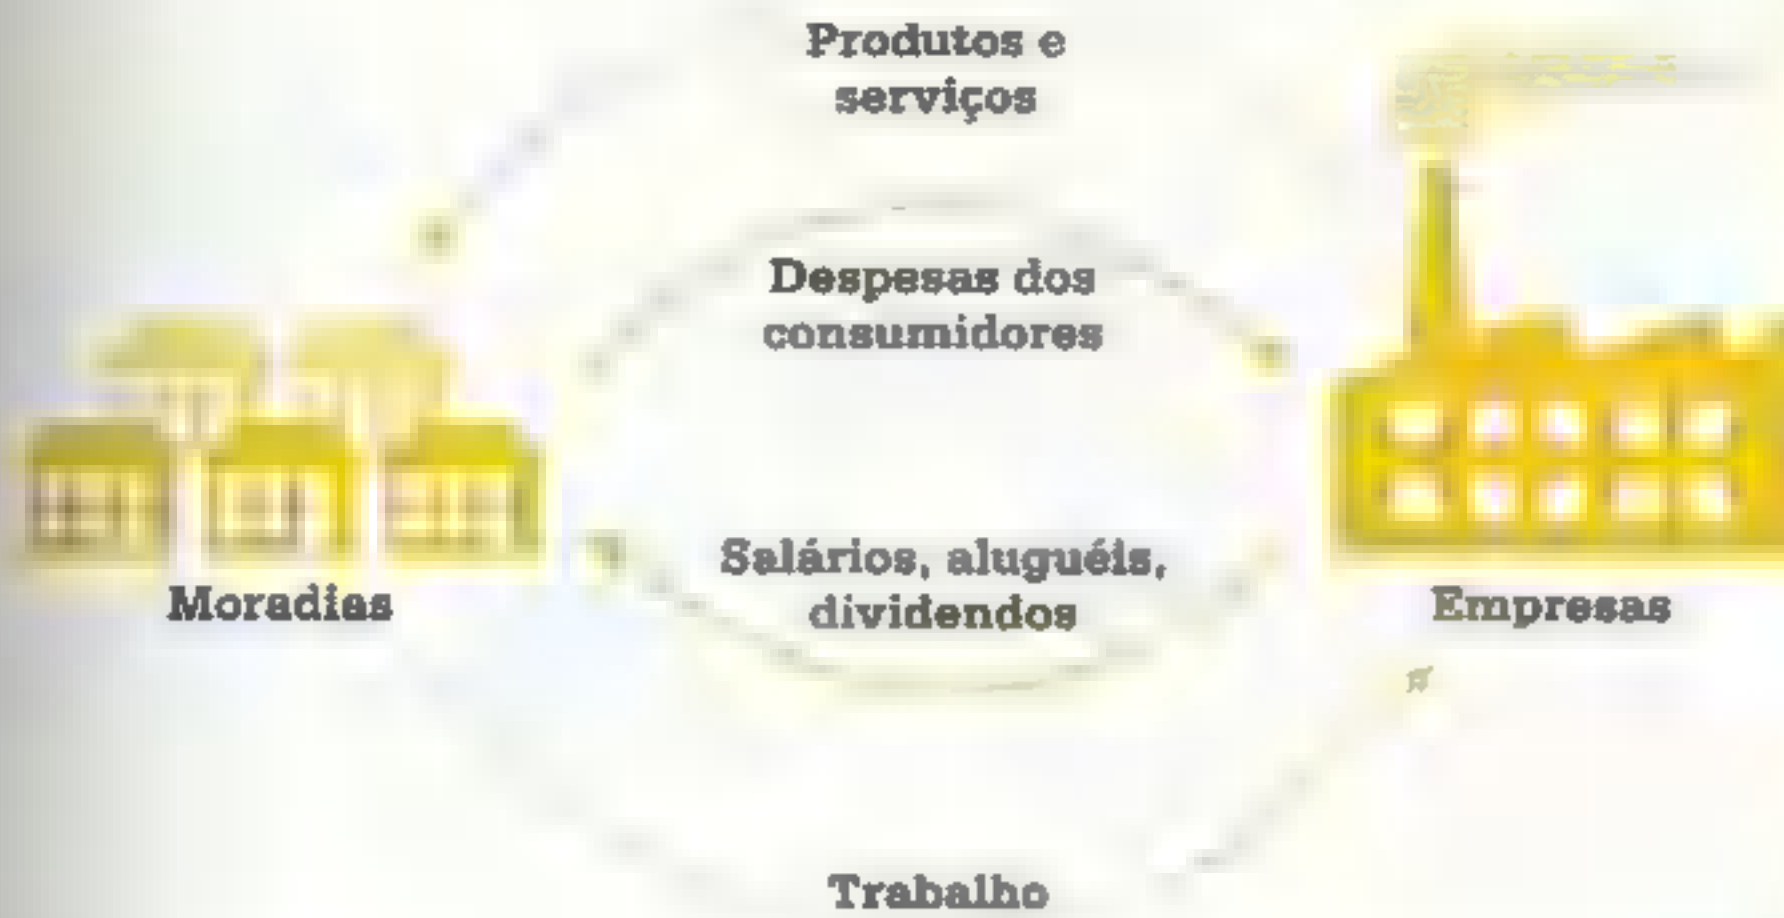 Produtos e
serviços
Despesas dos
consumidores
Salários, aluguéis,
dividendos
Moradias
Empresas
Trabalho